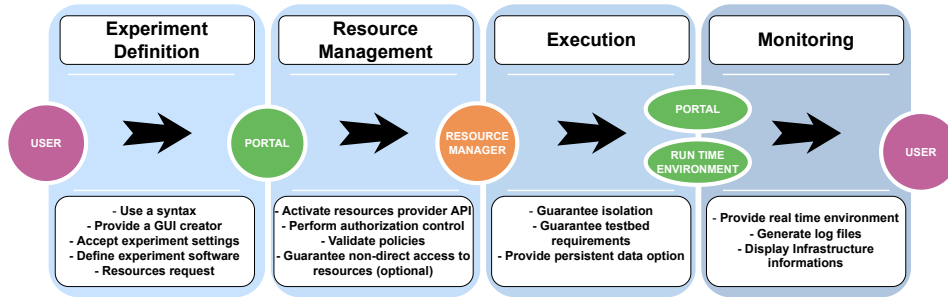 Experiment
Definition
Resource
Management
Execution
Monitoring
USER
PORTAL
RESOURCE
MANAGER
PORTAL
RUN TIME
ENVIRONMENT
USER
- Use a syntax
- Provide a GUI creator
- Accept experiment settings
- Define experiment software
- Resources request
- Activate resources provider API
- Perform authorization control
- Validate policies
- Guarantee non-direct access to
resources (optional)
- Guarantee isolation
- Guarantee testbed
requirements
- Provide persistent data option
- Provide real time environment
- Generate log files
- Display Infrastructure
informations